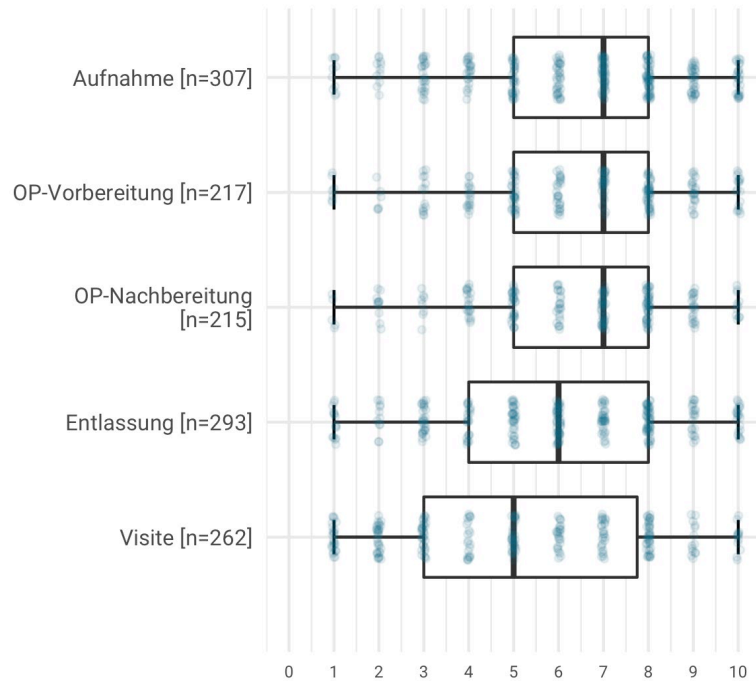 Aufnahme [n=307]
OP-Vorbereitung [n=217]
OP-Nachbereitung
[n=215]
Entlassung [n=293]
Visite [n=262]
0 1 2 3 4 5 6 7 8 9 10